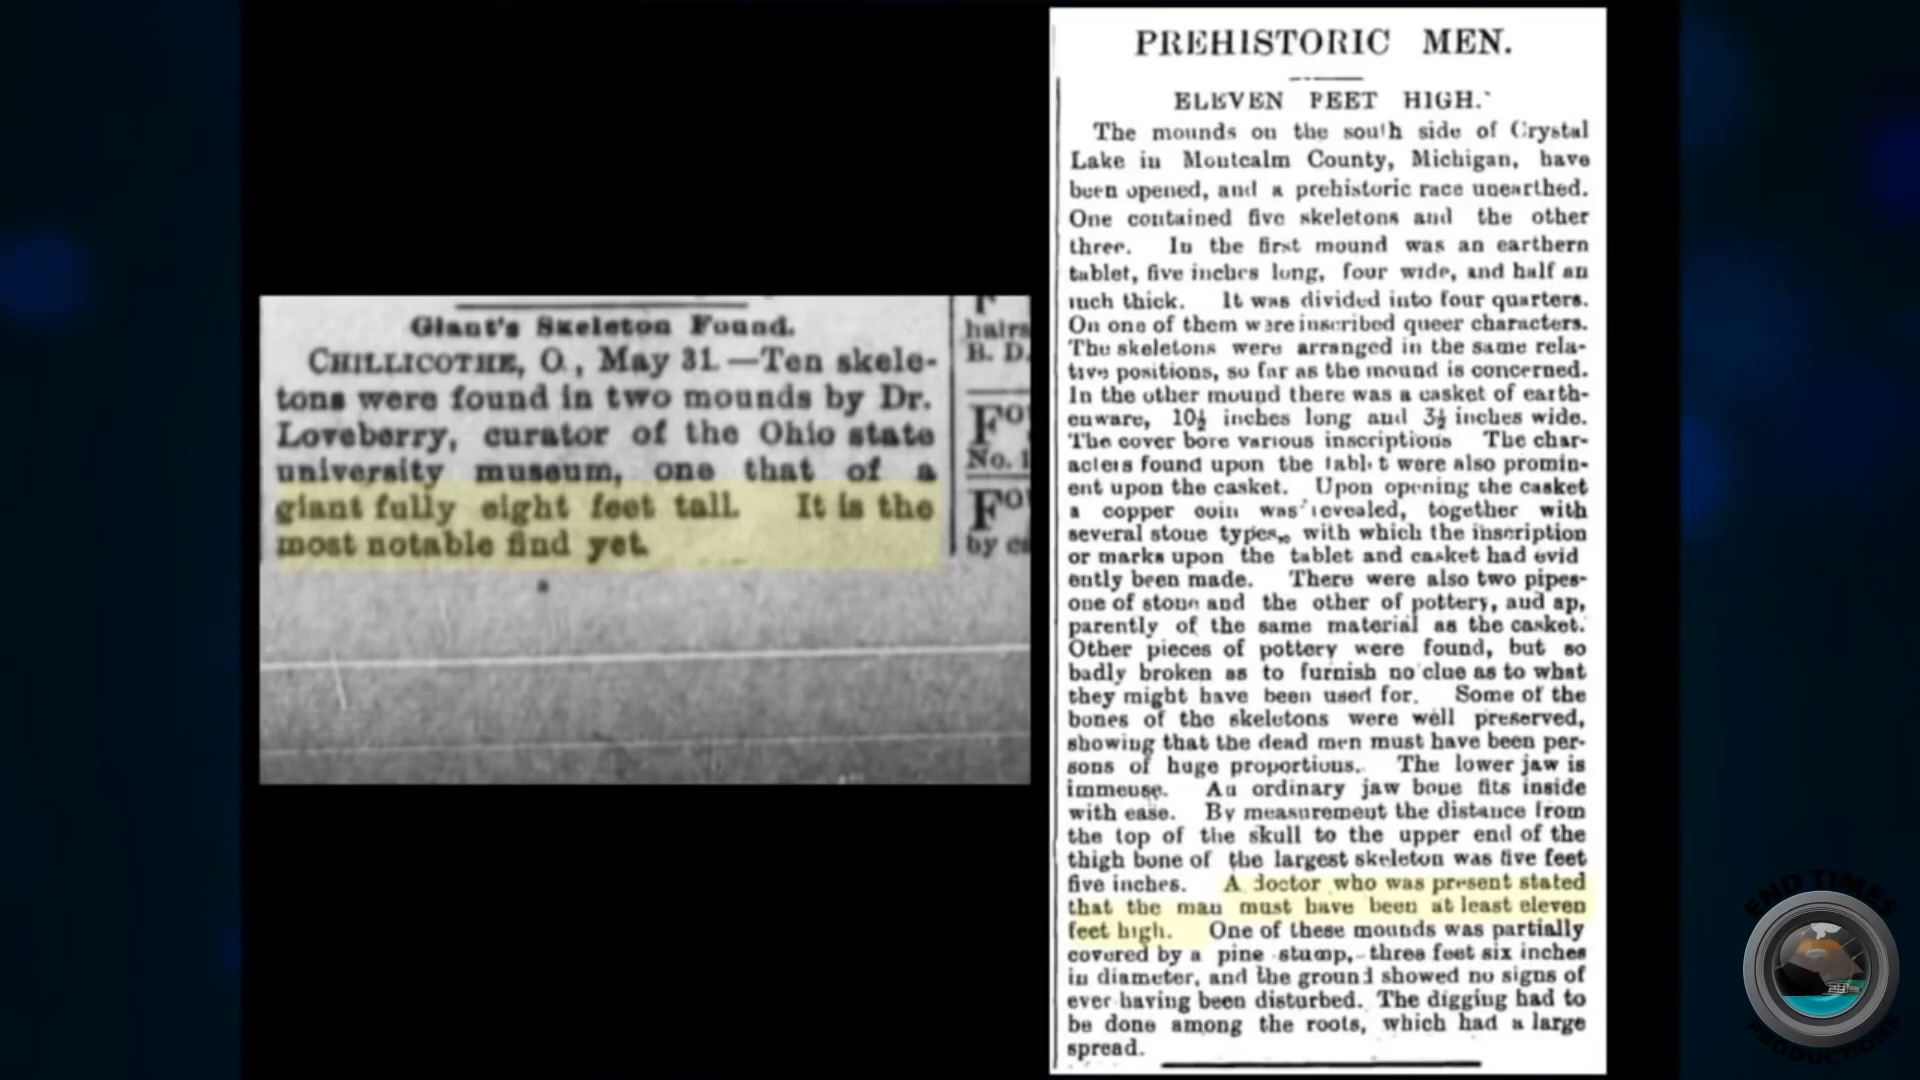 Giant's Skeleton Found.
CHILLICOTHE, O., May 31.—Ten skele-
tons were found in two mounds by Dr.
Loveberry, curator of the Ohio state
university museum, one that of a
giant fully eight feet tall. It is the
most notable find yet.
hairs
B. D.
No. 1
PREHISTORIC MEN.
ELEVEN FEET HIGH.
The mounds on the south side of Crystal
Lake in Montcalm County, Michigan, have
been opened, and a prehistoric race unearthed.
One contained five skeletons and the other
three. In the first mound was an earthern
tablet, five inches long, four wide, and half an
inch thick. It was divided into four quarters.
On one of them were inscribed queer characters.
The skeletons were arranged in the same rela-
tive positions, so far as the mound is concerned.
In the other mound there was a casket of earth-
enware, 10½ inches long and 3½ inches wide.
The cover bore various inscriptions The char-
acters found upon the tablet were also promin-
ent upon the casket. Upon opening the casket
a copper coin was revealed, together with
several stone types, with which the inscription
or marks upon the tablet and casket had evid
ently been made. There were also two pipes-
one of stone and the other of pottery, and ap,
parently of the same material as the casket.
Other pieces of pottery were found, but so
badly broken as to furnish no clue as to what
they might have been used for. Some of the
bones of the skeletons were well preserved,
showing that the dead men must have been per-
sons of huge proportions. The lower jaw is
immense. An ordinary jaw bone fits inside
with ease. By measurement the distance from
the top of the skull to the upper end of the
thigh bone of the largest skeleton was five feet
five inches. A doctor who was present stated
that the man must have been at least eleven
feet high. One of these mounds was partially
covered by a pine stump, three feet six inches
in diameter, and the ground showed no signs of
ever having been disturbed. The digging had to
be done among the roots, which had a large
spread.
END TIMES
PRODUCTIONS